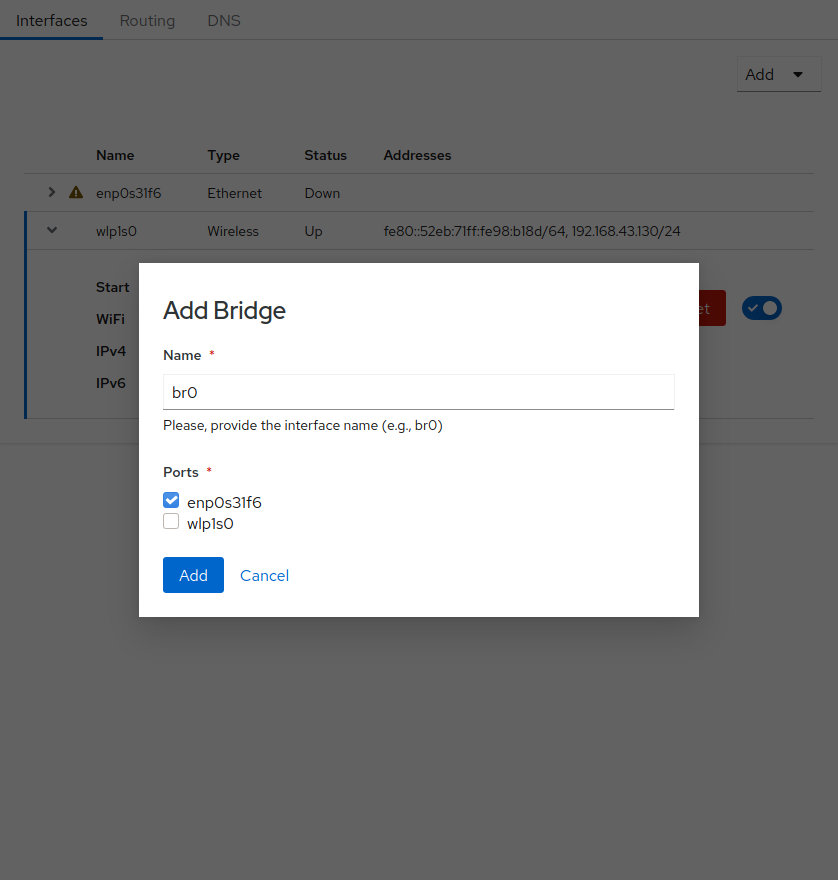 Interfaces Routing DNS
Add
Name Type Status Addresses
enp0s31f6 Ethernet Down
wlp1s0 Wireless Up fe80::52eb:71ff:fe98:b18d/64, 192.168.43.130/24
Start
WiFi
IPv4
IPv6
Add Bridge
Name *
br0
Please, provide the interface name (e.g., br0)
Ports *
enp0s31f6
wlp1s0
Add Cancel